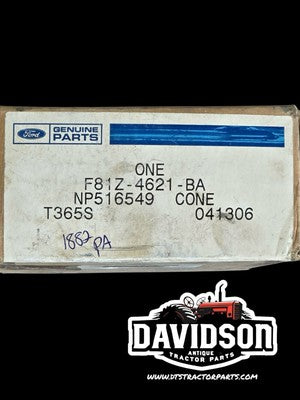 Ford
GENUINE
PARTS
ONE
F81Z-4621-BA
NP516549 CONE
T365S 041306
1882 PA
DAVIDSON
ANTIQUE
TRACTOR PARTS
WWW.DTSTRACTORPARTS.COM